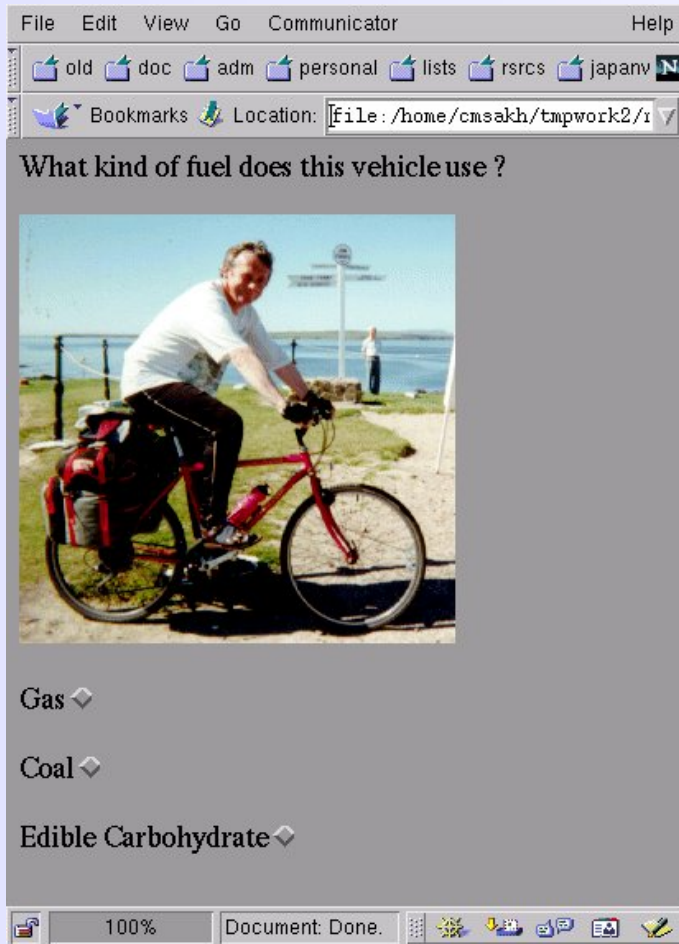 File Edit View Go Communicator Help
old doc adm personal lists rsrcs japanv N
Bookmarks Location: file:/home/cmsakh/tmpwork2/r
What kind of fuel does this vehicle use ?
Gas
Coal
Edible Carbohydrate
100% Document: Done.